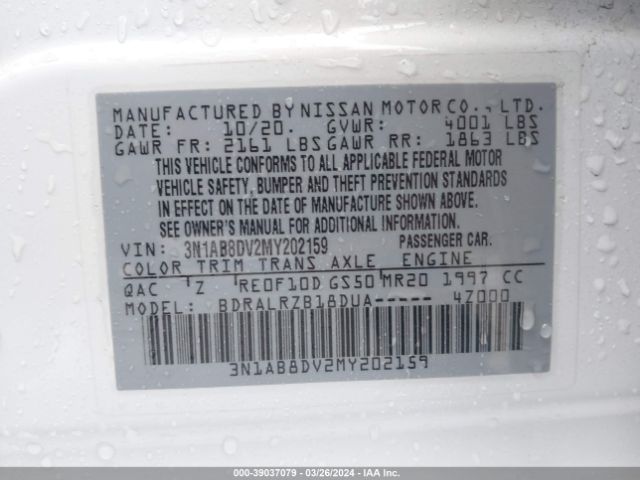 MANUFACTURED BY NISSAN MOTOR CO., LTD.
DATE: 10/20. GVWR: 4001 LBS
GAWR FR: 2161 LBS GAWR RR: 1863 LBS
THIS VEHICLE CONFORMS TO ALL APPLICABLE FEDERAL MOTOR
VEHICLE SAFETY, BUMPER AND THEFT PREVENTION STANDARDS
IN EFFECT ON THE DATE OF MANUFACTURE SHOWN ABOVE.
SEE OWNER'S MANUAL FOR ADDITIONAL INFORMATION.
VIN: 3N1AB8DV2MY202159 PASSENGER CAR.
COLOR TRIM TRANS AXLE ENGINE
QAC Z RE0F10D GS50 MR20 1997 CC
MODEL: BDRALRZB18DUA----- 4Z000
3N1AB8DV2MY202159
© - 39037079 - 03/26/2024 - IAA Inc.